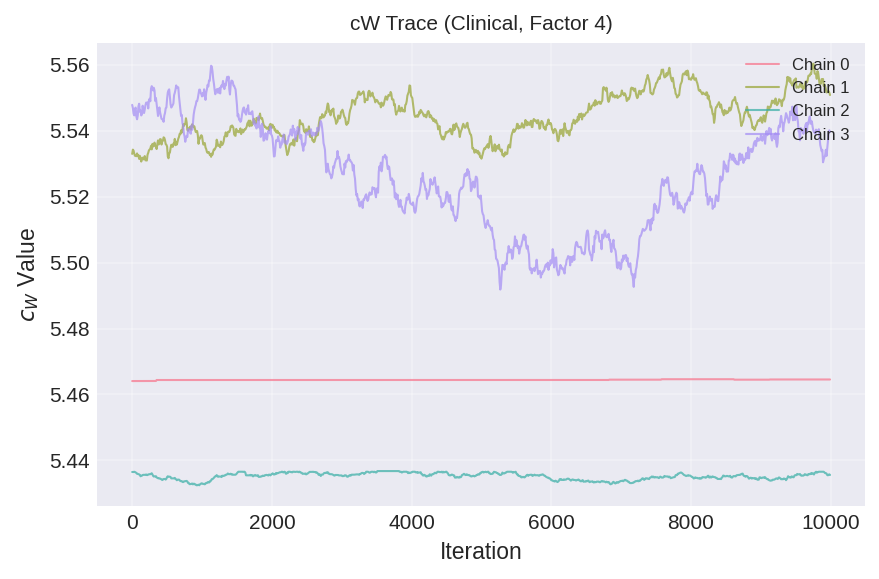 cW Trace (Clinical, Factor 4)
5.56
5.54
5.52
5.50
5.48
5.46
5.44
c_W Value
0 2000 4000 6000 8000 10000
Iteration
Chain 0
Chain 1
Chain 2
Chain 3